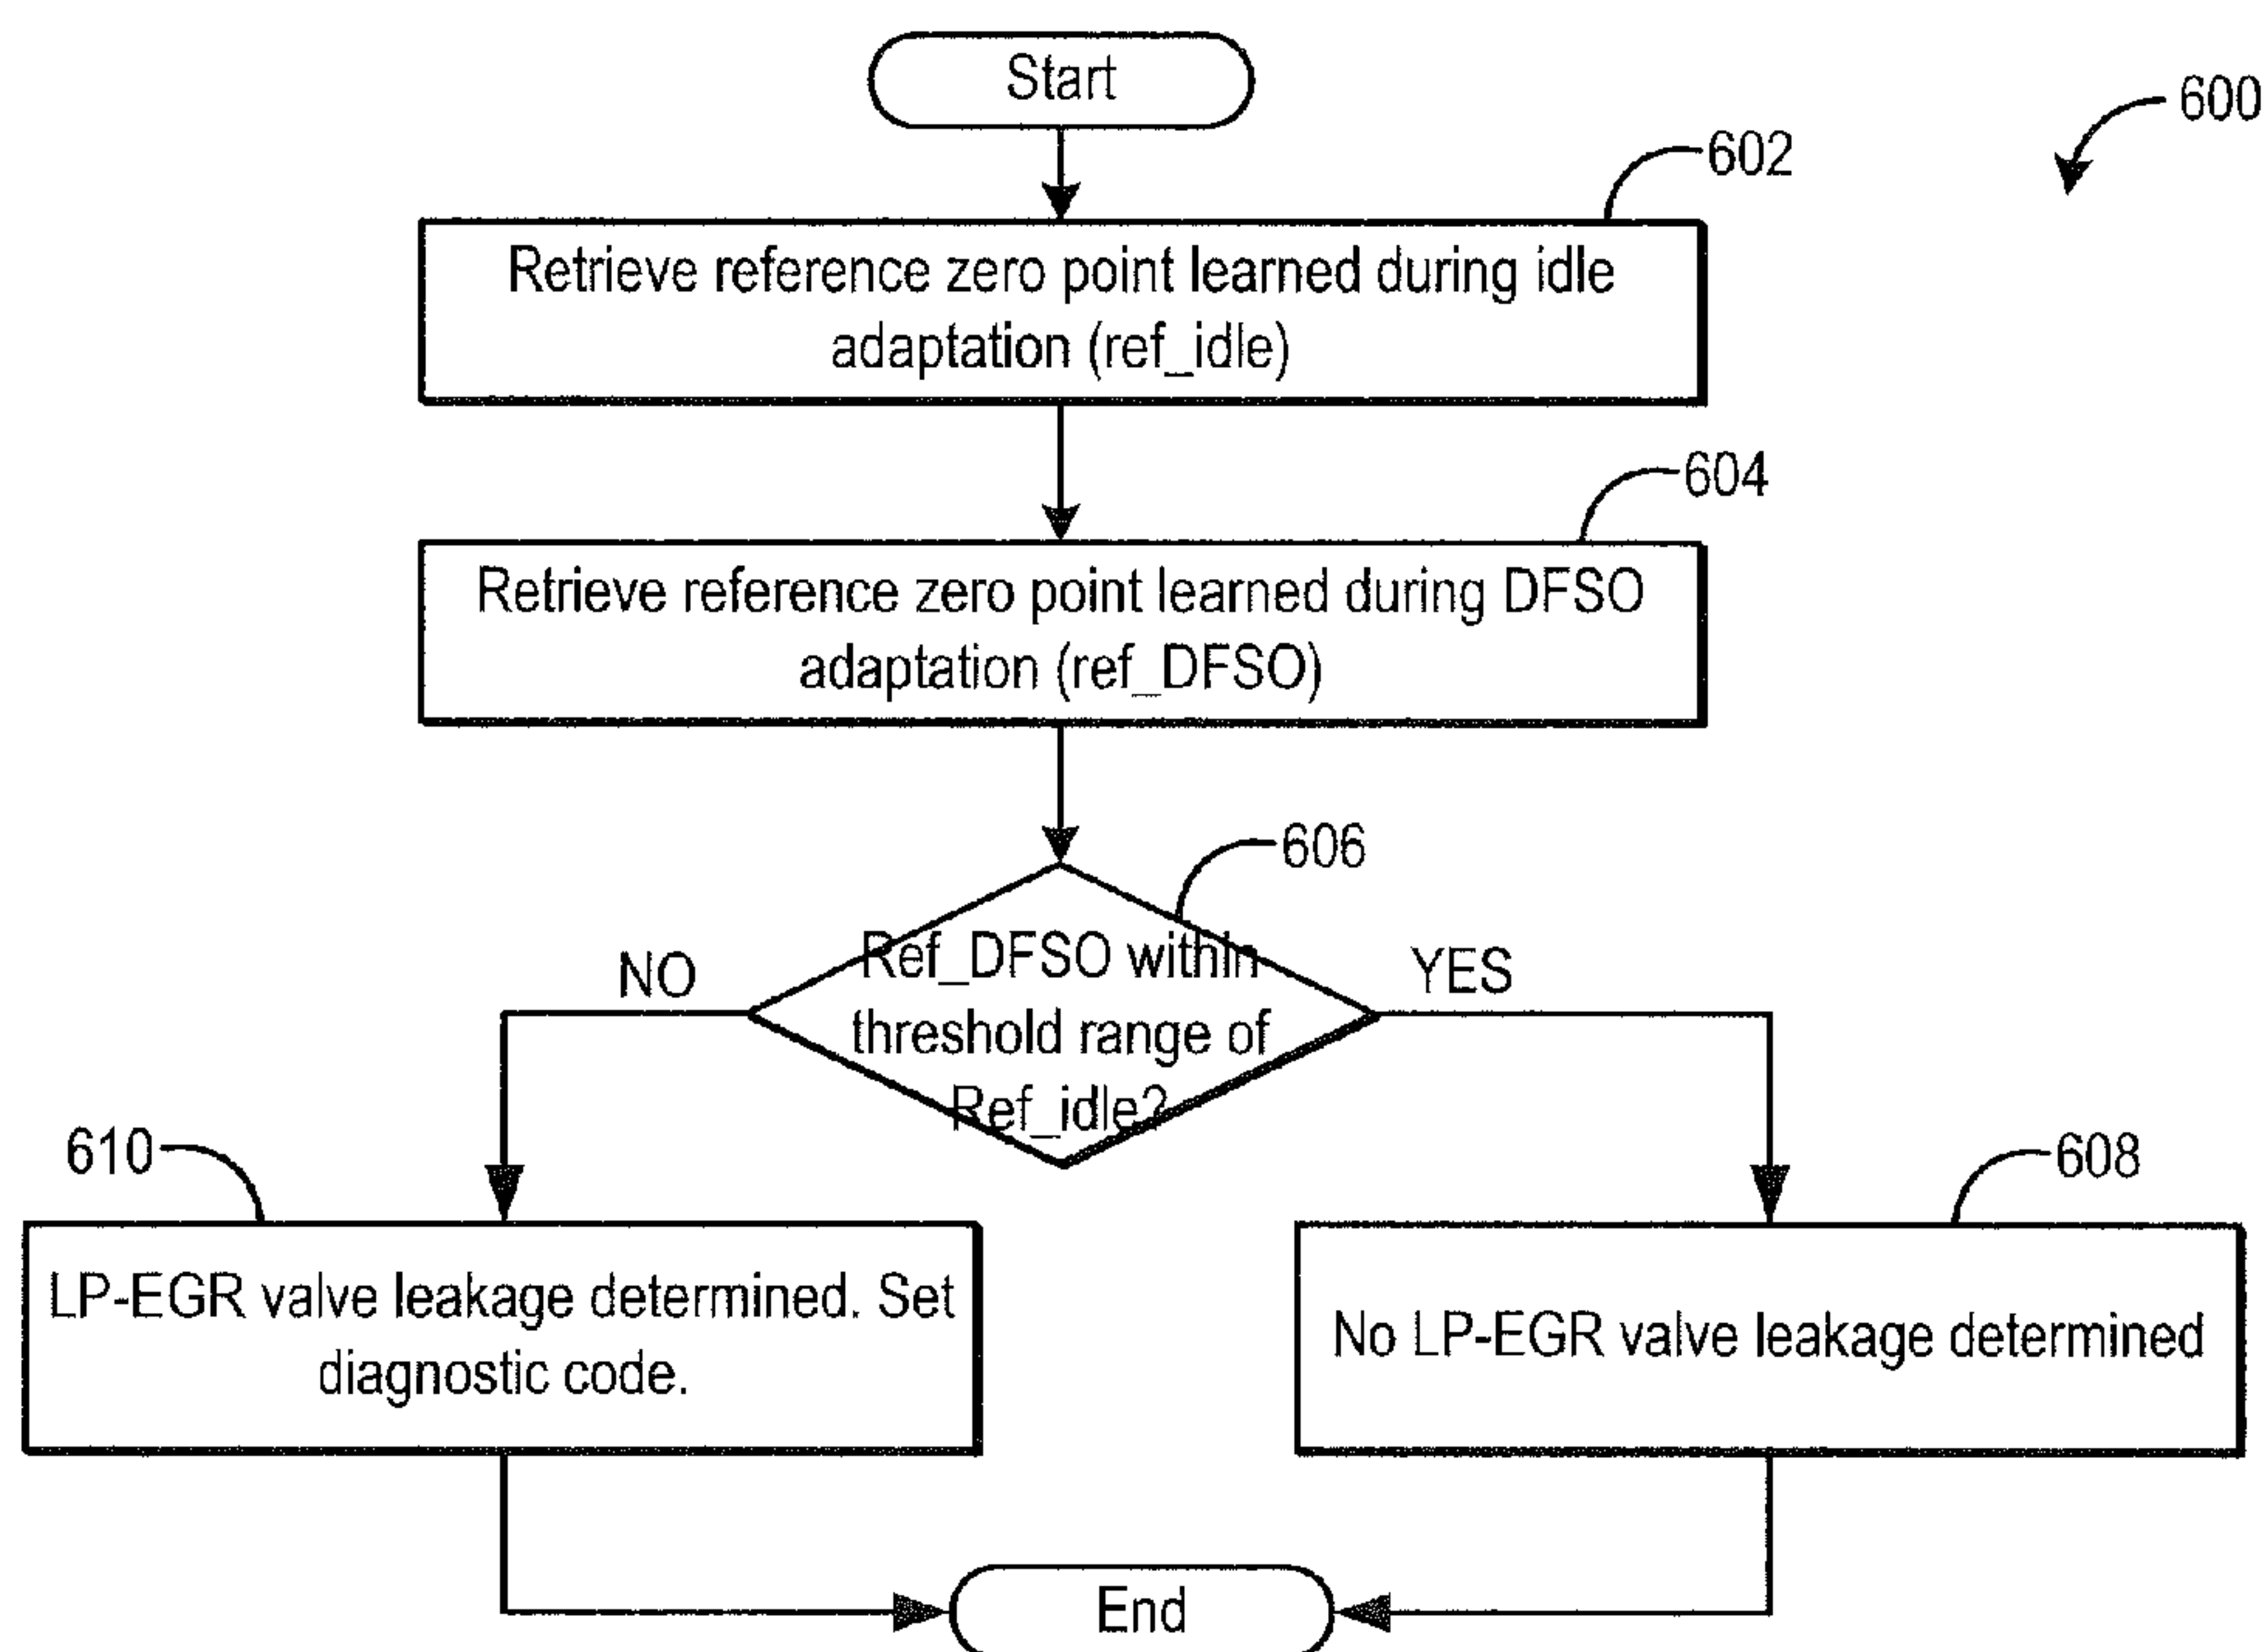 Start
600
602
Retrieve reference zero point learned during idle
adaptation (ref_idle)
604
Retrieve reference zero point learned during DFSO
adaptation (ref_DFSO)
606
NO
Ref_DFSO within
threshold range of
Ref_idle?
YES
610
608
LP-EGR valve leakage determined. Set
diagnostic code.
No LP-EGR valve leakage determined
End